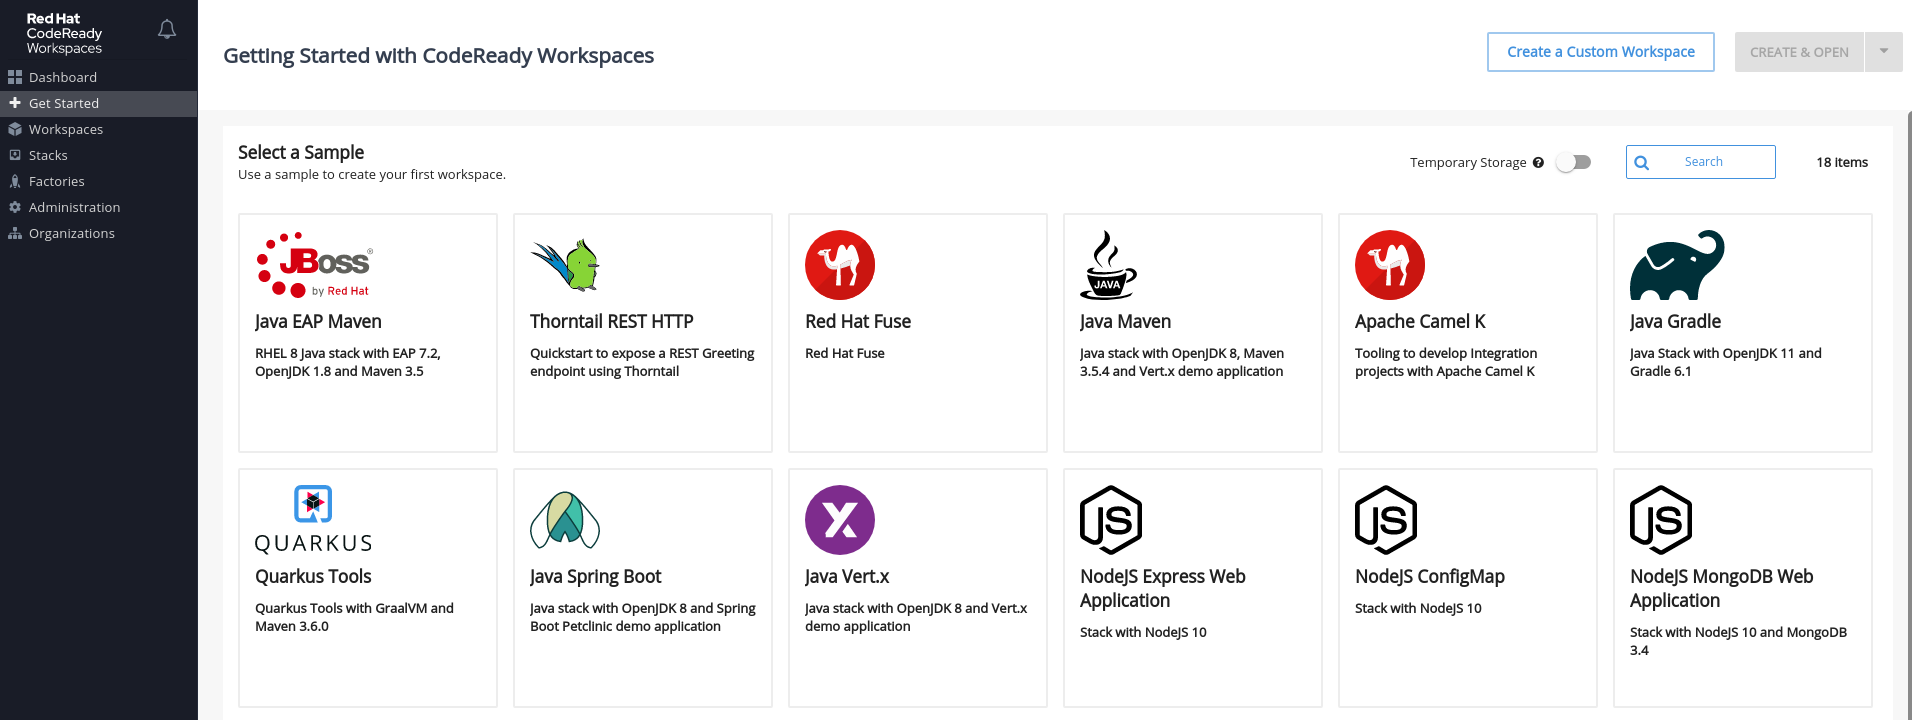 Red Hat
CodeReady
Workspaces
Dashboard
Get Started
Workspaces
Stacks
Factories
Administration
Organizations
Getting Started with CodeReady Workspaces
Create a Custom Workspace
CREATE & OPEN
Select a Sample
Use a sample to create your first workspace.
Temporary Storage ?
Search
18 items
JBoss®
by Red Hat
Java EAP Maven
RHEL 8 Java stack with EAP 7.2,
OpenJDK 1.8 and Maven 3.5
Thorntail REST HTTP
Quickstart to expose a REST Greeting
endpoint using Thorntail
Red Hat Fuse
Red Hat Fuse
JAVA
Java Maven
Java stack with OpenJDK 8, Maven
3.5.4 and Vert.x demo application
Apache Camel K
Tooling to develop Integration
projects with Apache Camel K
Java Gradle
Java Stack with OpenJDK 11 and
Gradle 6.1
QUARKUS
Quarkus Tools
Quarkus Tools with GraalVM and
Maven 3.6.0
Java Spring Boot
Java stack with OpenJDK 8 and Spring
Boot Petclinic demo application
X
Java Vert.x
Java stack with OpenJDK 8 and Vert.x
demo application
JS
NodeJS Express Web
Application
Stack with NodeJS 10
JS
NodeJS ConfigMap
Stack with NodeJS 10
JS
NodeJS MongoDB Web
Application
Stack with NodeJS 10 and MongoDB
3.4